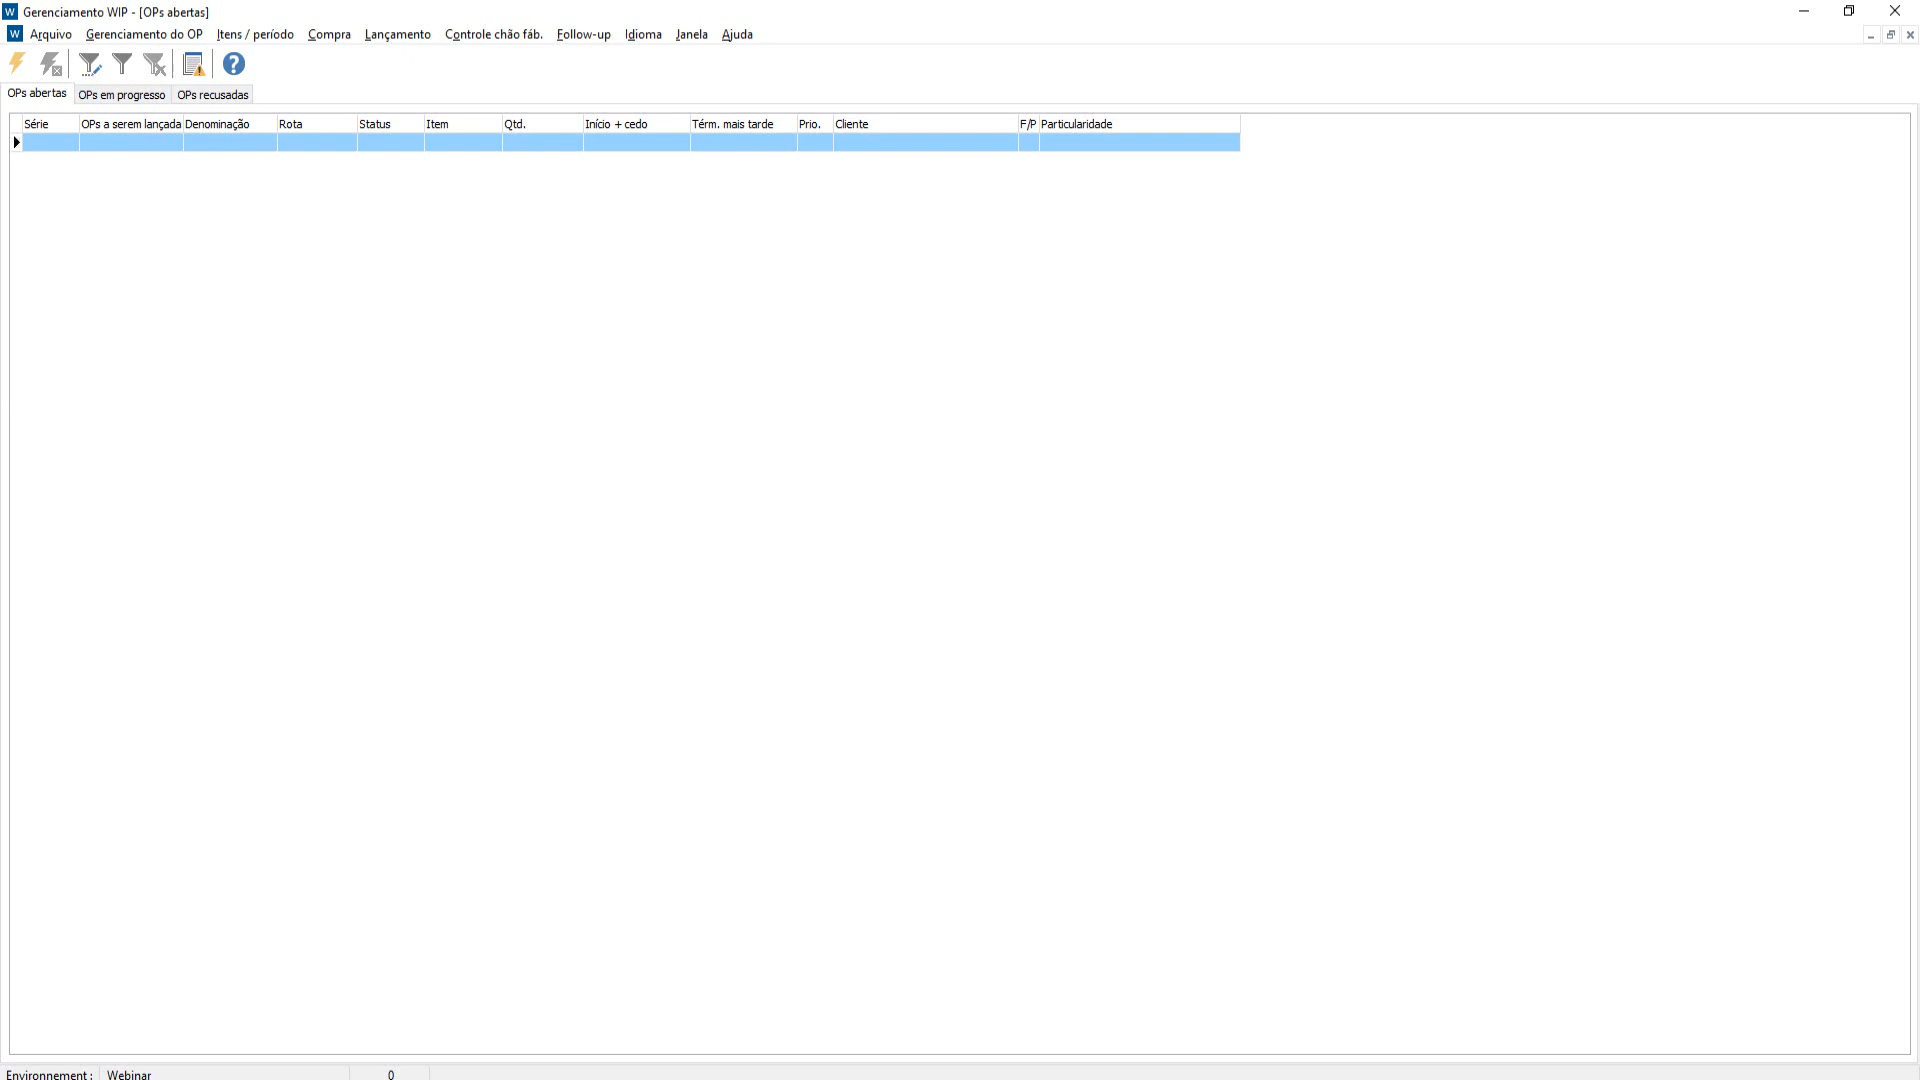 W Gerenciamento WIP - [OPs abertas]
W Arquivo Gerenciamento do OP Itens / período Compra Lançamento Controle chão fáb. Follow-up Idioma Janela Ajuda
OPs abertas OPs em progresso OPs recusadas
Série OPs a serem lançada Denominação Rota Status Item Qtd. Início + cedo Térm. mais tarde Prio. Cliente F/P Particularidade
Environnement : Webinar 0